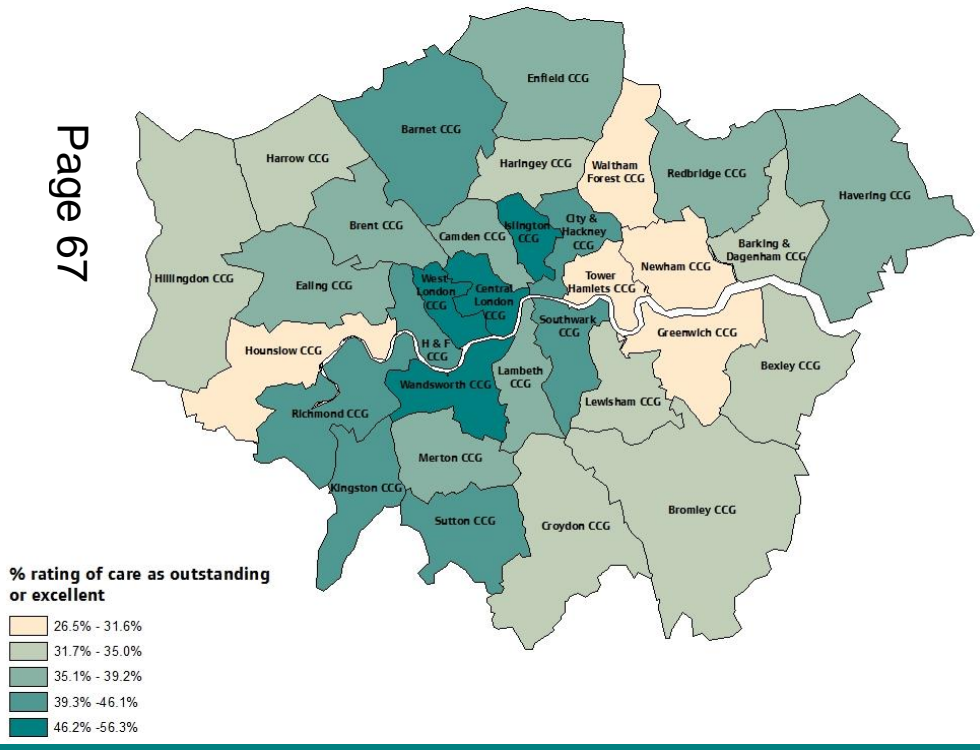 Page 67
Enfield CCG
Barnet CCG
Harrow CCG
Haringey CCG
Waltham
Forest CCG
Redbridge CCG
Havering CCG
Brent CCG
Camden CCG
Islington
CCG
City &
Hackney
CCG
Barking &
Dagenham CCG
Hillingdon CCG
Ealing CCG
West
London
CCG
Central
London
CCG
Tower
Hamlets CCG
Newham CCG
Hounslow CCG
H & F
CCG
Southwark
CCG
Greenwich CCG
Bexley CCG
Wandsworth CCG
Lambeth
CCG
Lewisham CCG
Richmond CCG
Merton CCG
Kingston CCG
Sutton CCG
Croydon CCG
Bromley CCG
% rating of care as outstanding
or excellent
26.5% - 31.6%
31.7% - 35.0%
35.1% - 39.2%
39.3% -46.1%
46.2% -56.3%